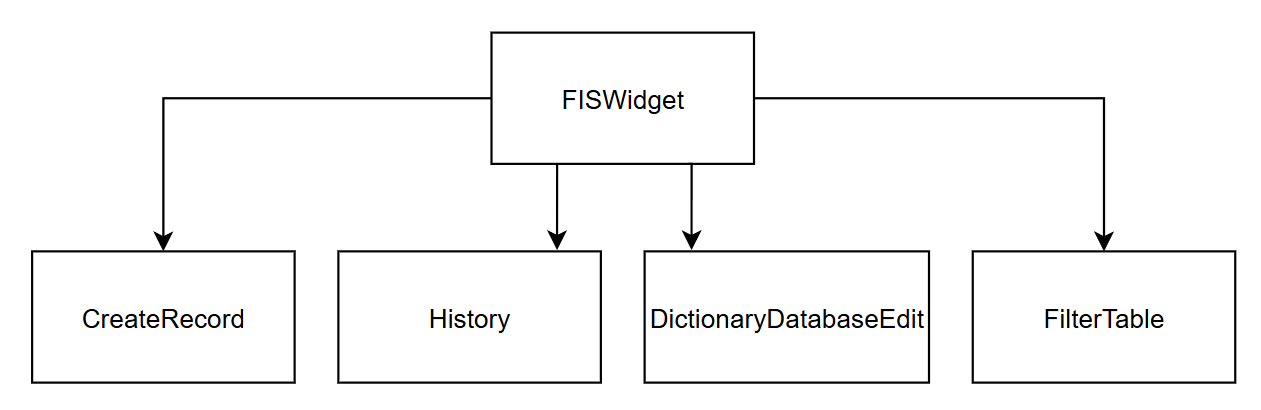 FISWidget
CreateRecord
History
DictionaryDatabaseEdit
FilterTable